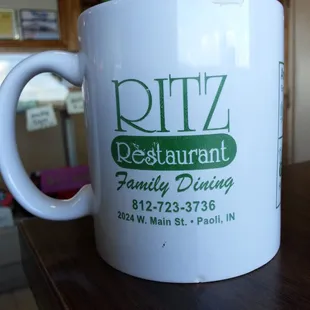 RITZ
Restaurant
Family Dining
812-723-3736
2024 W. Main St. • Paoli, IN